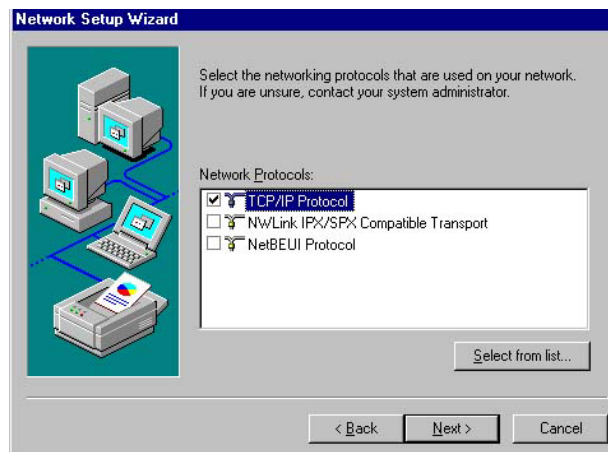 Network Setup Wizard
Select the networking protocols that are used on your network.
If you are unsure, contact your system administrator.
Network Protocols:
TCP/IP Protocol
NWLink IPX/SPX Compatible Transport
NetBEUI Protocol
Select from list...
< Back
Next >
Cancel